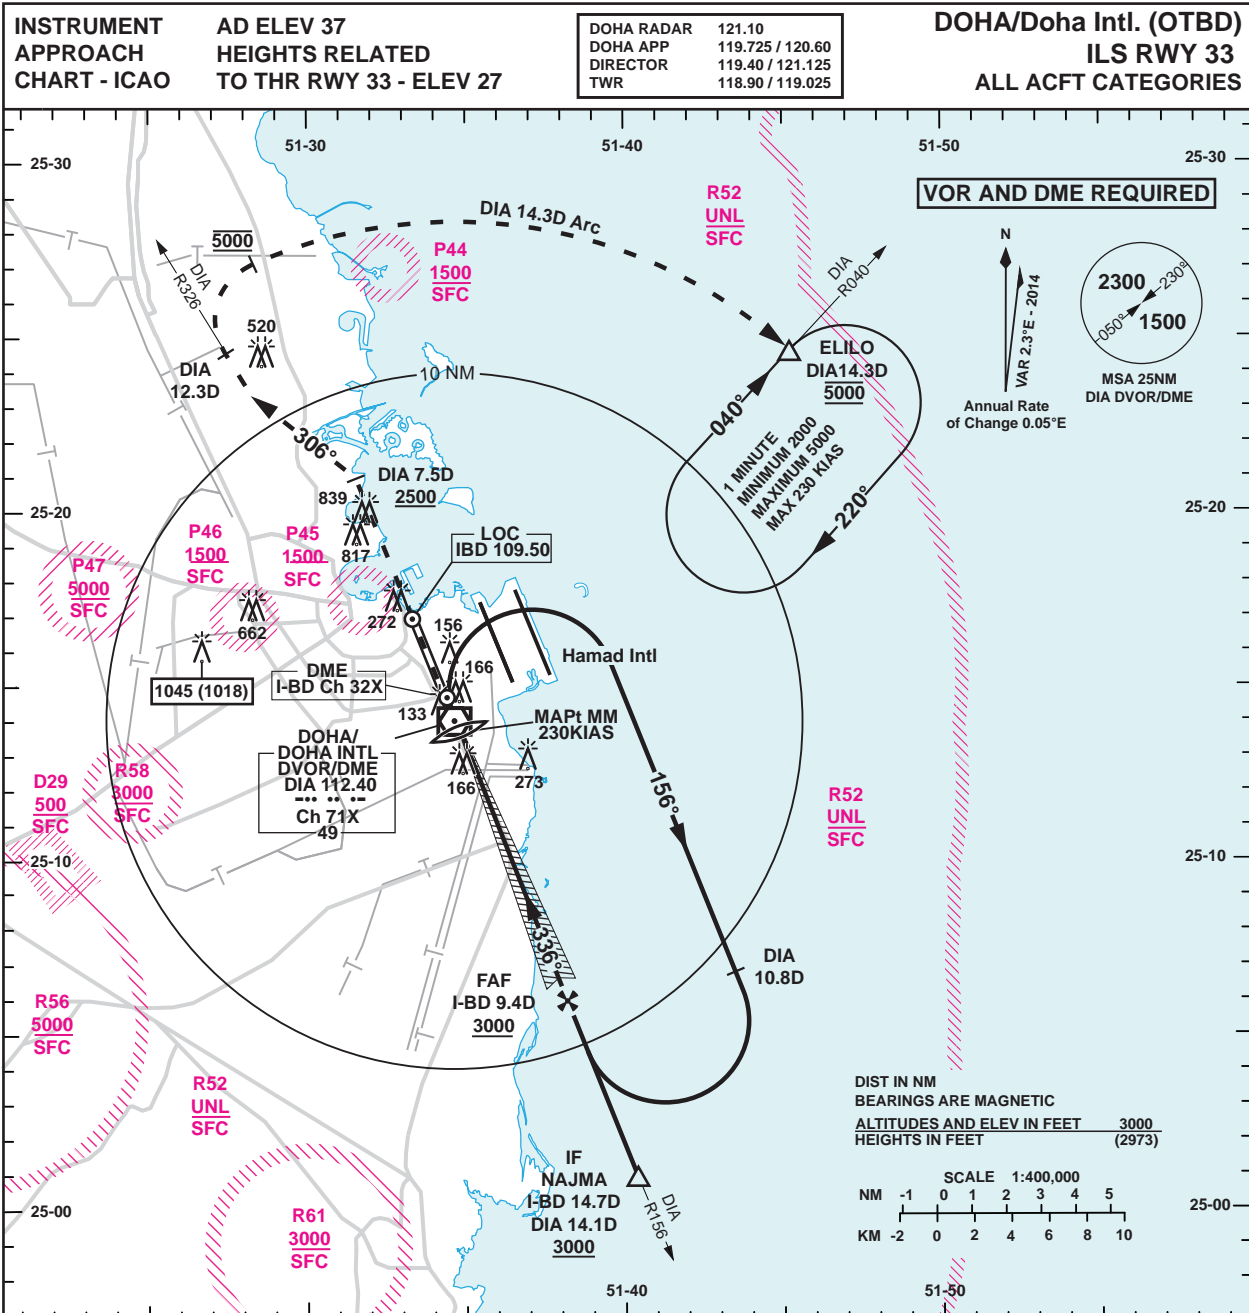 INSTRUMENT
APPROACH
CHART - ICAO
AD ELEV 37
HEIGHTS RELATED
TO THR RWY 33 - ELEV 27
DOHA RADAR 121.10
DOHA APP 119.725 / 120.60
DIRECTOR 119.40 / 121.125
TWR 118.90 / 119.025
DOHA/Doha Intl. (OTBD)
ILS RWY 33
ALL ACFT CATEGORIES
51-30
51-40
51-50
25-30
25-30
VOR AND DME REQUIRED
R52
UNL
SFC
DIA 14.3D Arc
5000
P44
1500
SFC
DIA
R326
DIA
R040
N
VAR 2.3°E - 2014
Annual Rate
of Change 0.05°E
2300
230°
050°
1500
MSA 25NM
DIA DVOR/DME
520
DIA
12.3D
ELILO
DIA14.3D
5000
10 NM
040°
1 MINUTE
MINIMUM 2000
MAXIMUM 5000
MAX 230 KIAS
220°
306°
DIA 7.5D
2500
839
817
25-20
25-20
P46
1500
SFC
P45
1500
SFC
P47
5000
SFC
LOC
IBD 109.50
272
662
156
166
Hamad Intl
1045 (1018)
DME
I-BD Ch 32X
133
MAPt MM
230KIAS
DOHA/
DOHA INTL
DVOR/DME
DIA 112.40
Ch 71X
49
166
273
156°
D29
500
SFC
R58
3000
SFC
R52
UNL
SFC
25-10
25-10
336°
DIA
10.8D
FAF
I-BD 9.4D
3000
R56
5000
SFC
R52
UNL
SFC
DIST IN NM
BEARINGS ARE MAGNETIC
ALTITUDES AND ELEV IN FEET 3000
HEIGHTS IN FEET (2973)
IF
NAJMA
I-BD 14.7D
DIA 14.1D
3000
DIA
R156
SCALE 1:400,000
NM -1 0 1 2 3 4 5
KM -2 0 2 4 6 8 10
25-00
25-00
R61
3000
SFC
51-40
51-50